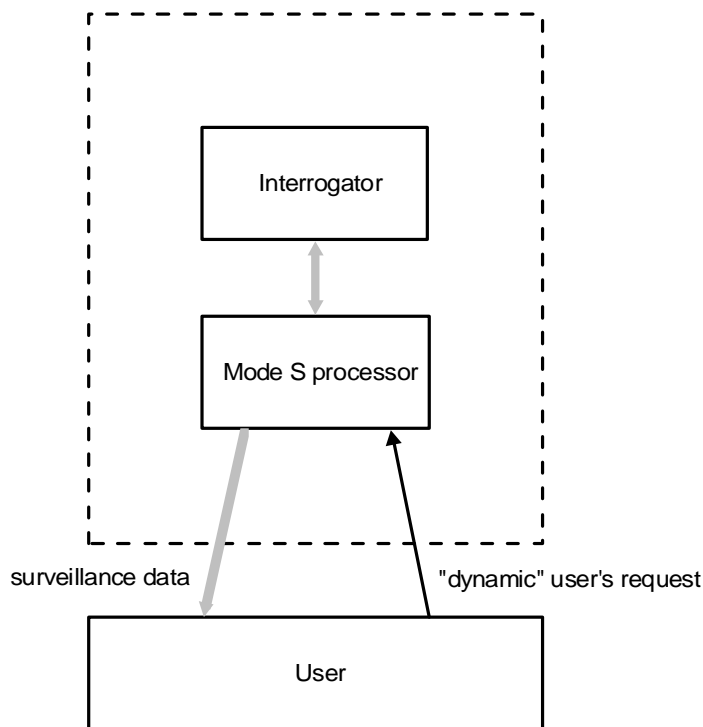 Interrogator
Mode S processor
surveillance data
"dynamic" user's request
User